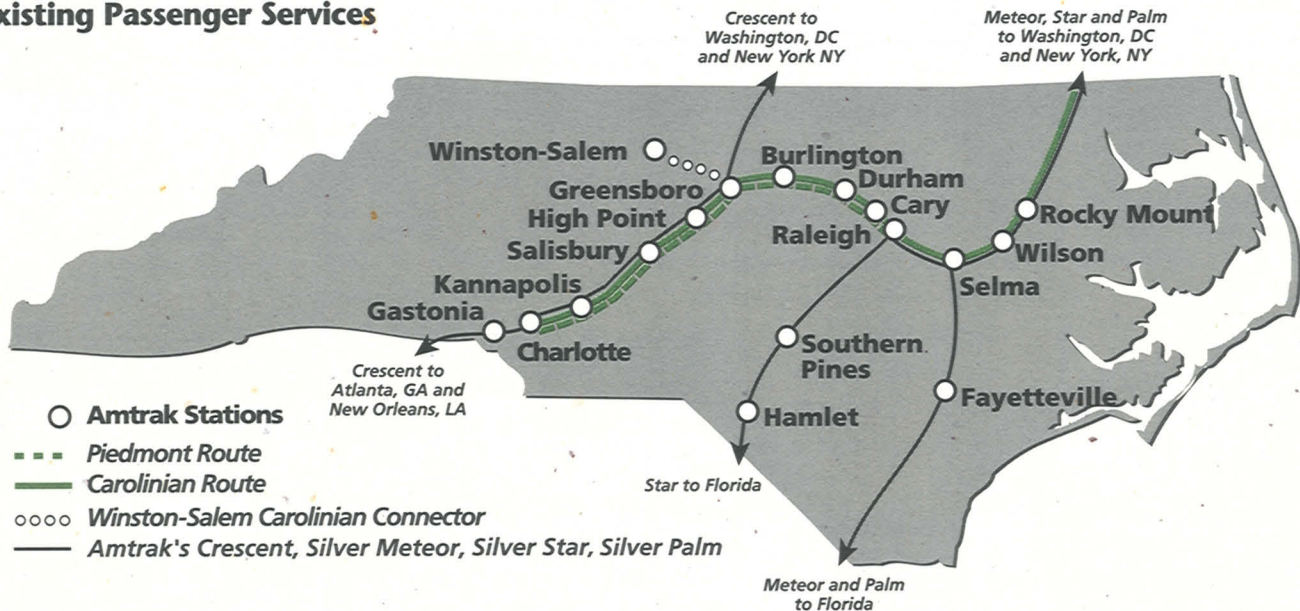 xisting Passenger Services
Crescent to
Washington, DC
and New York NY
Meteor, Star and Palm
to Washington, DC
and New York, NY
Winston-Salem
Burlington
Greensboro
Durham
High Point
Cary
Rocky Mount
Raleigh
Salisbury
Wilson
Kannapolis
Selma
Gastonia
Charlotte
Southern
Pines
Crescent to
Atlanta, GA and
New Orleans, LA
Fayetteville
Hamlet
Amtrak Stations
Piedmont Route
Carolinian Route
Star to Florida
Winston-Salem Carolinian Connector
Amtrak's Crescent, Silver Meteor, Silver Star, Silver Palm
Meteor and Palm
to Florida